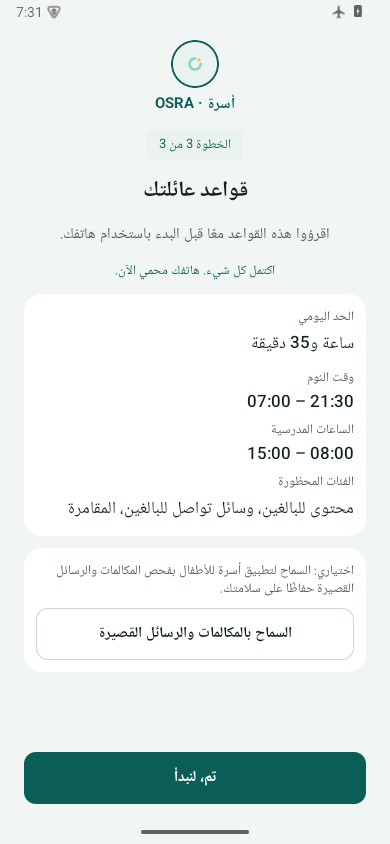 7:31
أسرة · OSRA
الخطوة 3 من 3
قواعد عائلتك
اقرؤوا هذه القواعد معًا قبل البدء باستخدام هاتفك.
اكتمل كل شيء. هاتفك محمي الآن.
الحد اليومي
ساعة و35 دقيقة
وقت النوم
21:30 – 07:00
الساعات المدرسية
08:00 – 15:00
الفئات المحظورة
محتوى للبالغين، وسائل تواصل للبالغين، المقامرة
اختياري: السماح لتطبيق أسرة للأطفال بفحص المكالمات والرسائل
القصيرة حفاظًا على سلامتك.
السماح بالمكالمات والرسائل القصيرة
تم، لنبدأ